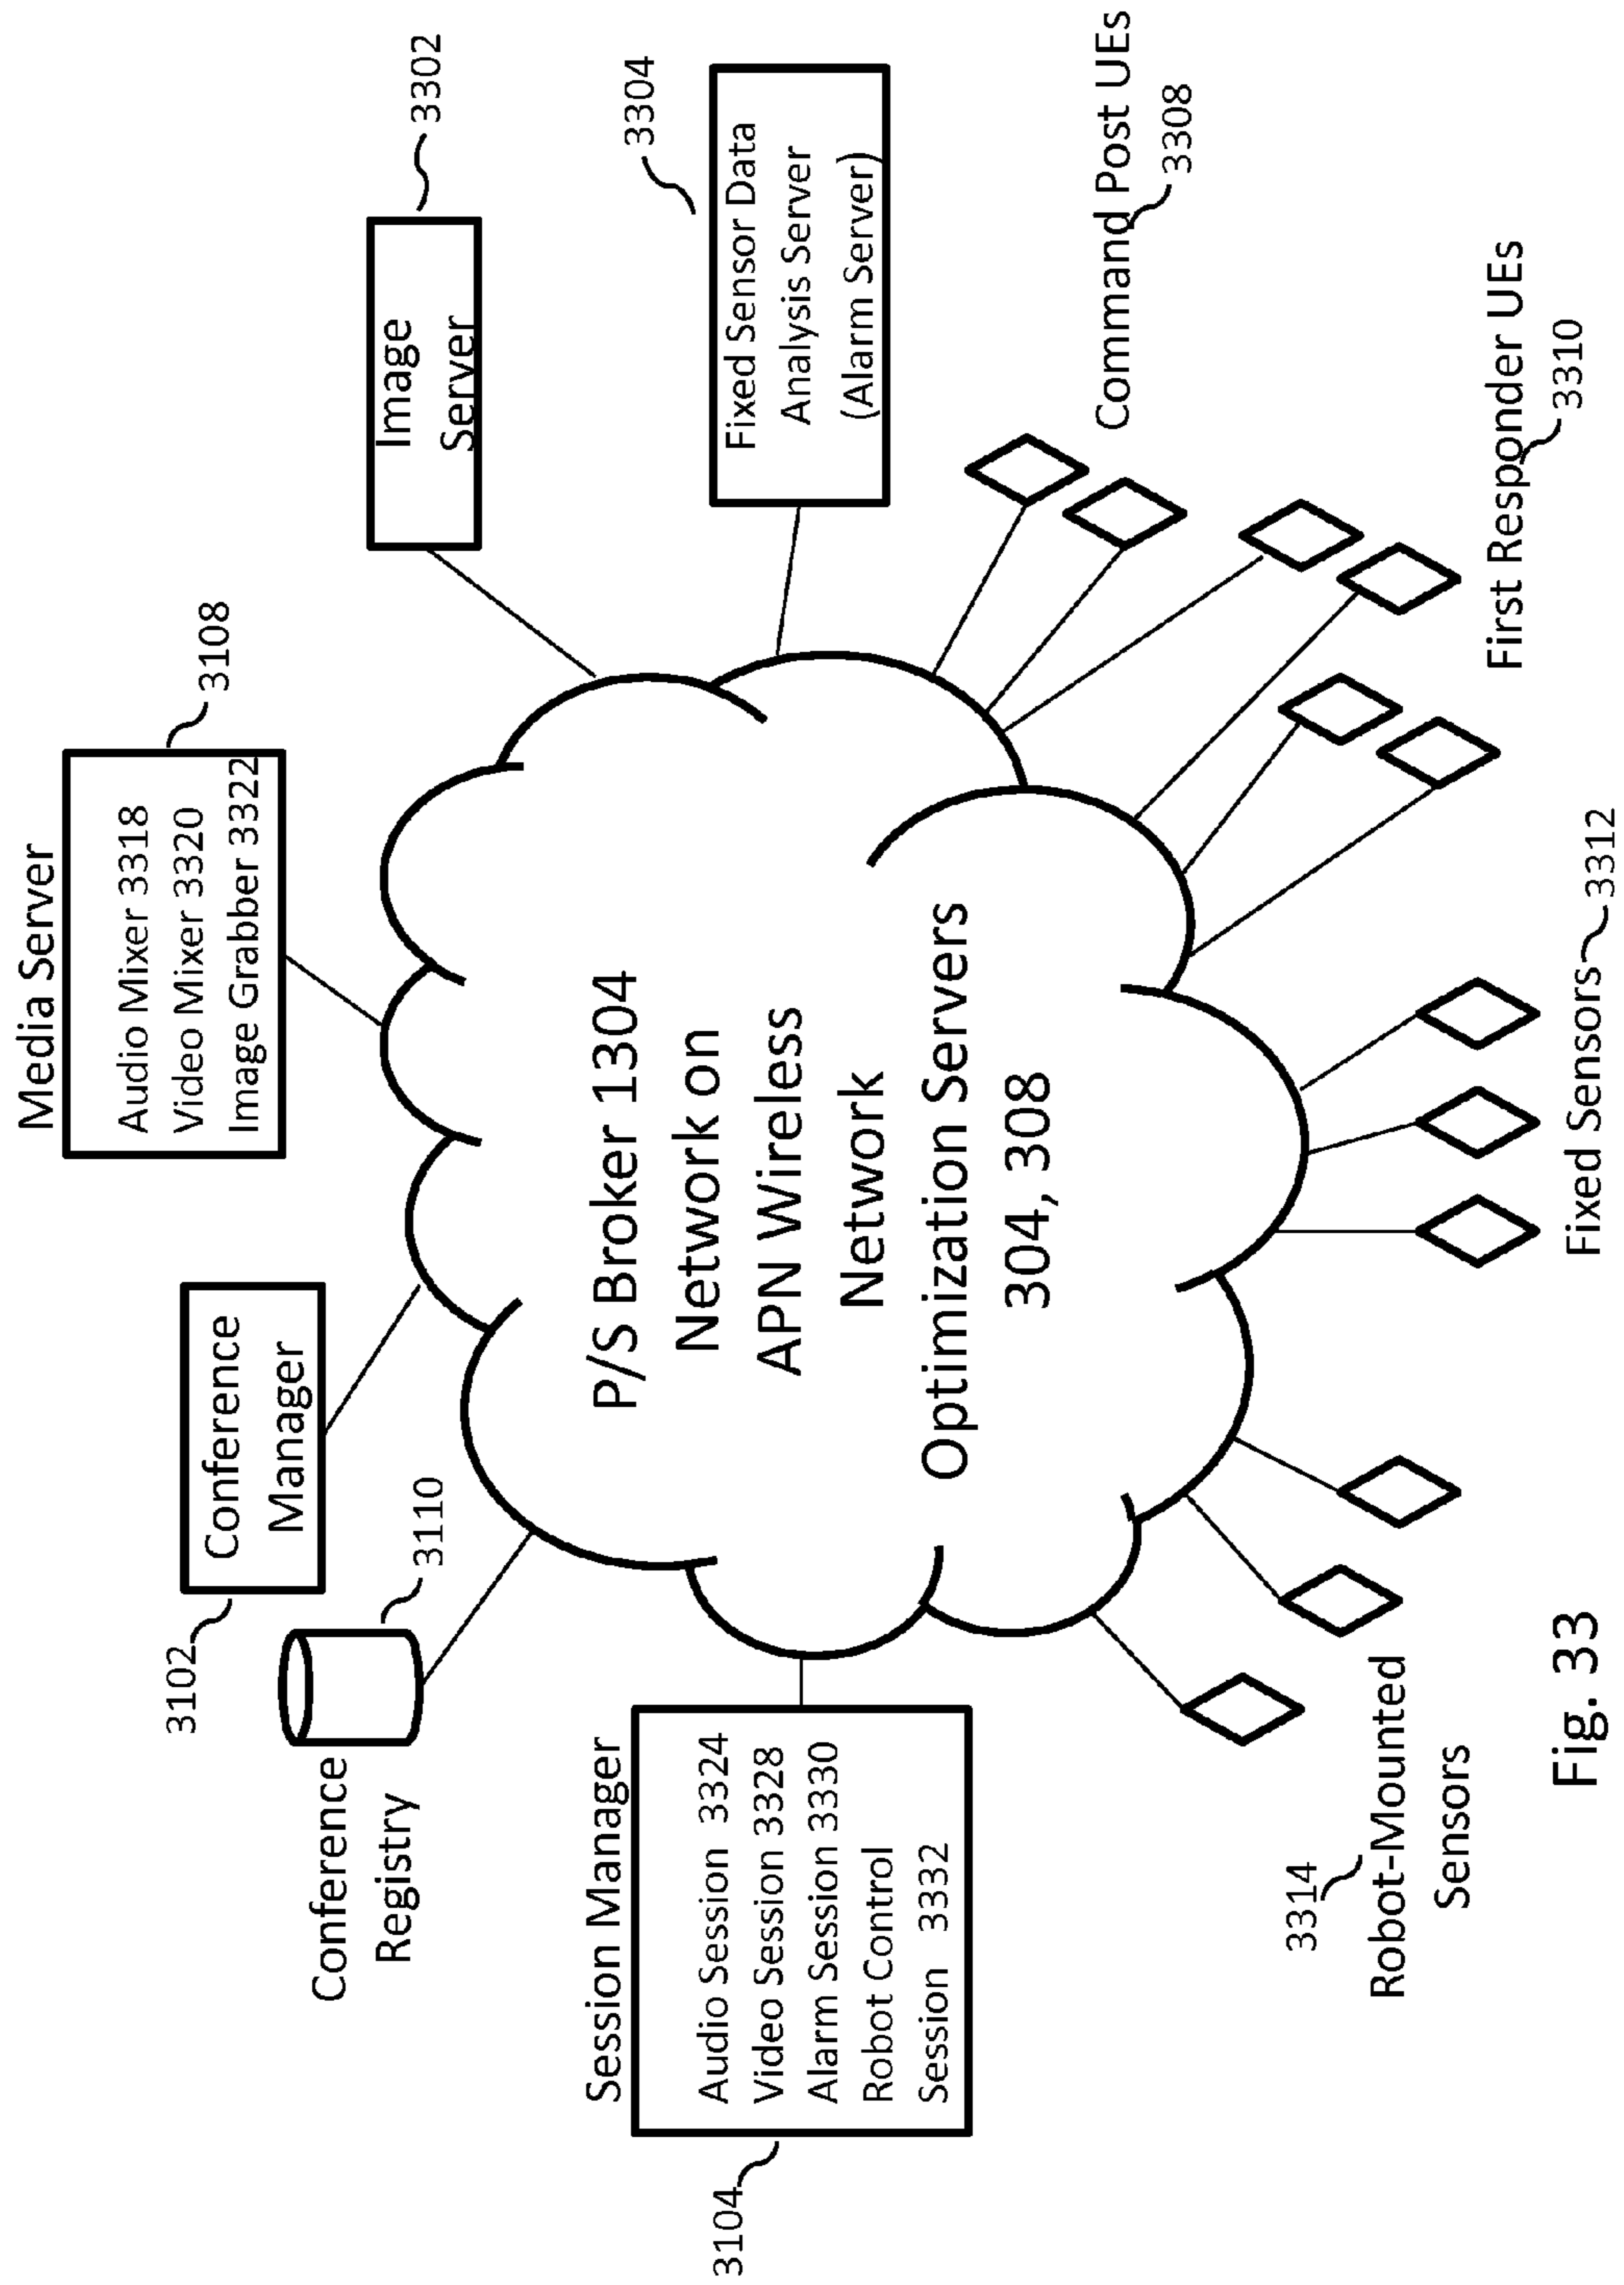 Media Server
3108
Audio Mixer 3318
Video Mixer 3320
Image Grabber 3322
3302
Image
Server
3102
Conference
Manager
3110
Conference
Registry
3304
Fixed Sensor Data
Analysis Server
(Alarm Server)
Session Manager
Audio Session 3324
Video Session 3328
Alarm Session 3330
Robot Control
Session 3332
3104
P/S Broker 1304
Network on
APN Wireless
Network
Optimization Servers
304, 308
Command Post UEs
3308
First Responder UEs
3310
Fixed Sensors
3312
3314
Robot-Mounted
Sensors
Fig. 33